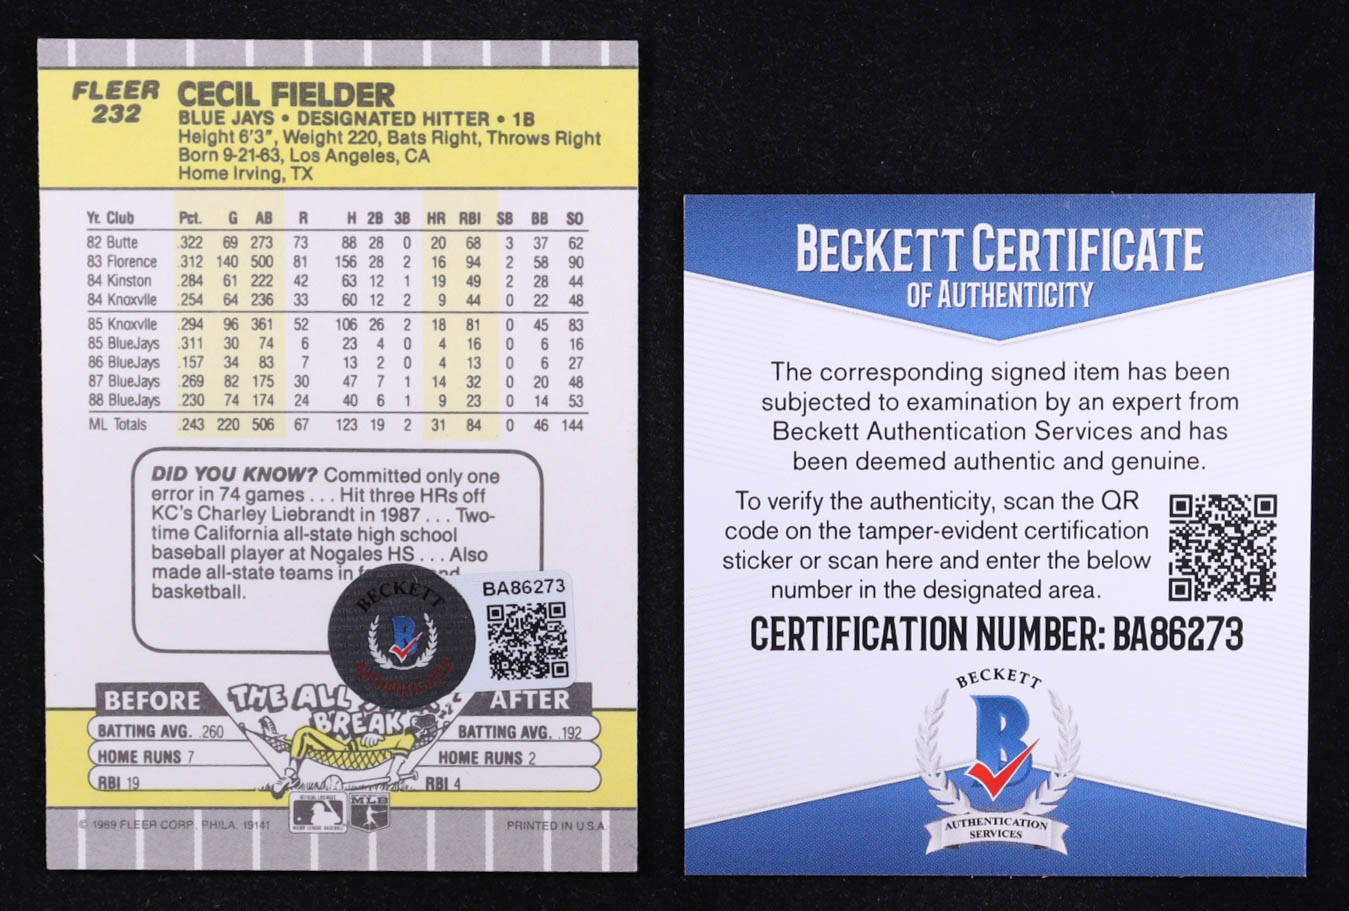 FLEER
232
CECIL FIELDER
BLUE JAYS • DESIGNATED HITTER • 1B
Height 6'3", Weight 220, Bats Right, Throws Right
Born 9-21-63, Los Angeles, CA
Home Irving, TX
Yr. Club Pct. G AB R H 2B 3B HR RBI SB BB SO
82 Butte .322 69 273 73 88 28 0 20 68 3 37 62
83 Florence .312 140 500 81 156 28 2 16 94 2 58 90
84 Kinston .284 61 222 42 63 12 1 19 49 2 28 44
84 Knoxvlle .254 64 236 33 60 12 2 9 44 0 22 48
85 Knoxvlle .294 96 361 52 106 26 2 18 81 0 45 83
85 BlueJays .311 30 74 6 23 4 0 4 16 0 6 16
86 BlueJays .157 34 83 7 13 2 0 4 13 0 6 27
87 BlueJays .269 82 175 30 47 7 1 14 32 0 20 48
88 BlueJays .230 74 174 24 40 6 1 9 23 0 14 53
ML Totals .243 220 506 67 123 19 2 31 84 0 46 144
DID YOU KNOW? Committed only one
error in 74 games . . . Hit three HRs off
KC's Charley Liebrandt in 1987 . . . Two-
time California all-state high school
baseball player at Nogales HS . . . Also
made all-state teams in
basketball.
BECKETT
B
AUTHENTICATED
BA86273
BEFORE
THE ALL
BREAK
AFTER
BATTING AVG. .260
HOME RUNS 7
RBI 19
BATTING AVG. .192
HOME RUNS 2
RBI 4
© 1989 FLEER CORP. PHILA. 19141
OFFICIAL LICENSEE
MAJOR LEAGUE BASEBALL
MLB
PRINTED IN U.S.A.
BECKETT CERTIFICATE
OF AUTHENTICITY
The corresponding signed item has been
subjected to examination by an expert from
Beckett Authentication Services and has
been deemed authentic and genuine.
To verify the authenticity, scan the QR
code on the tamper-evident certification
sticker or scan here and enter the below
number in the designated area.
CERTIFICATION NUMBER: BA86273
BECKETT
B
AUTHENTICATION
SERVICES